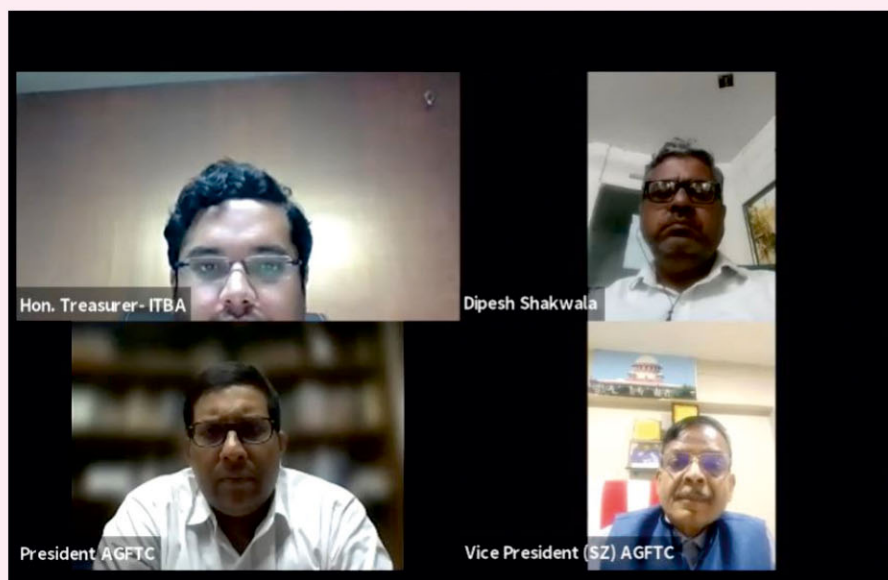 Hon. Treasurer- ITBA
Dipesh Shakwala
President AGFTC
Vice President (SZ) AGFTC